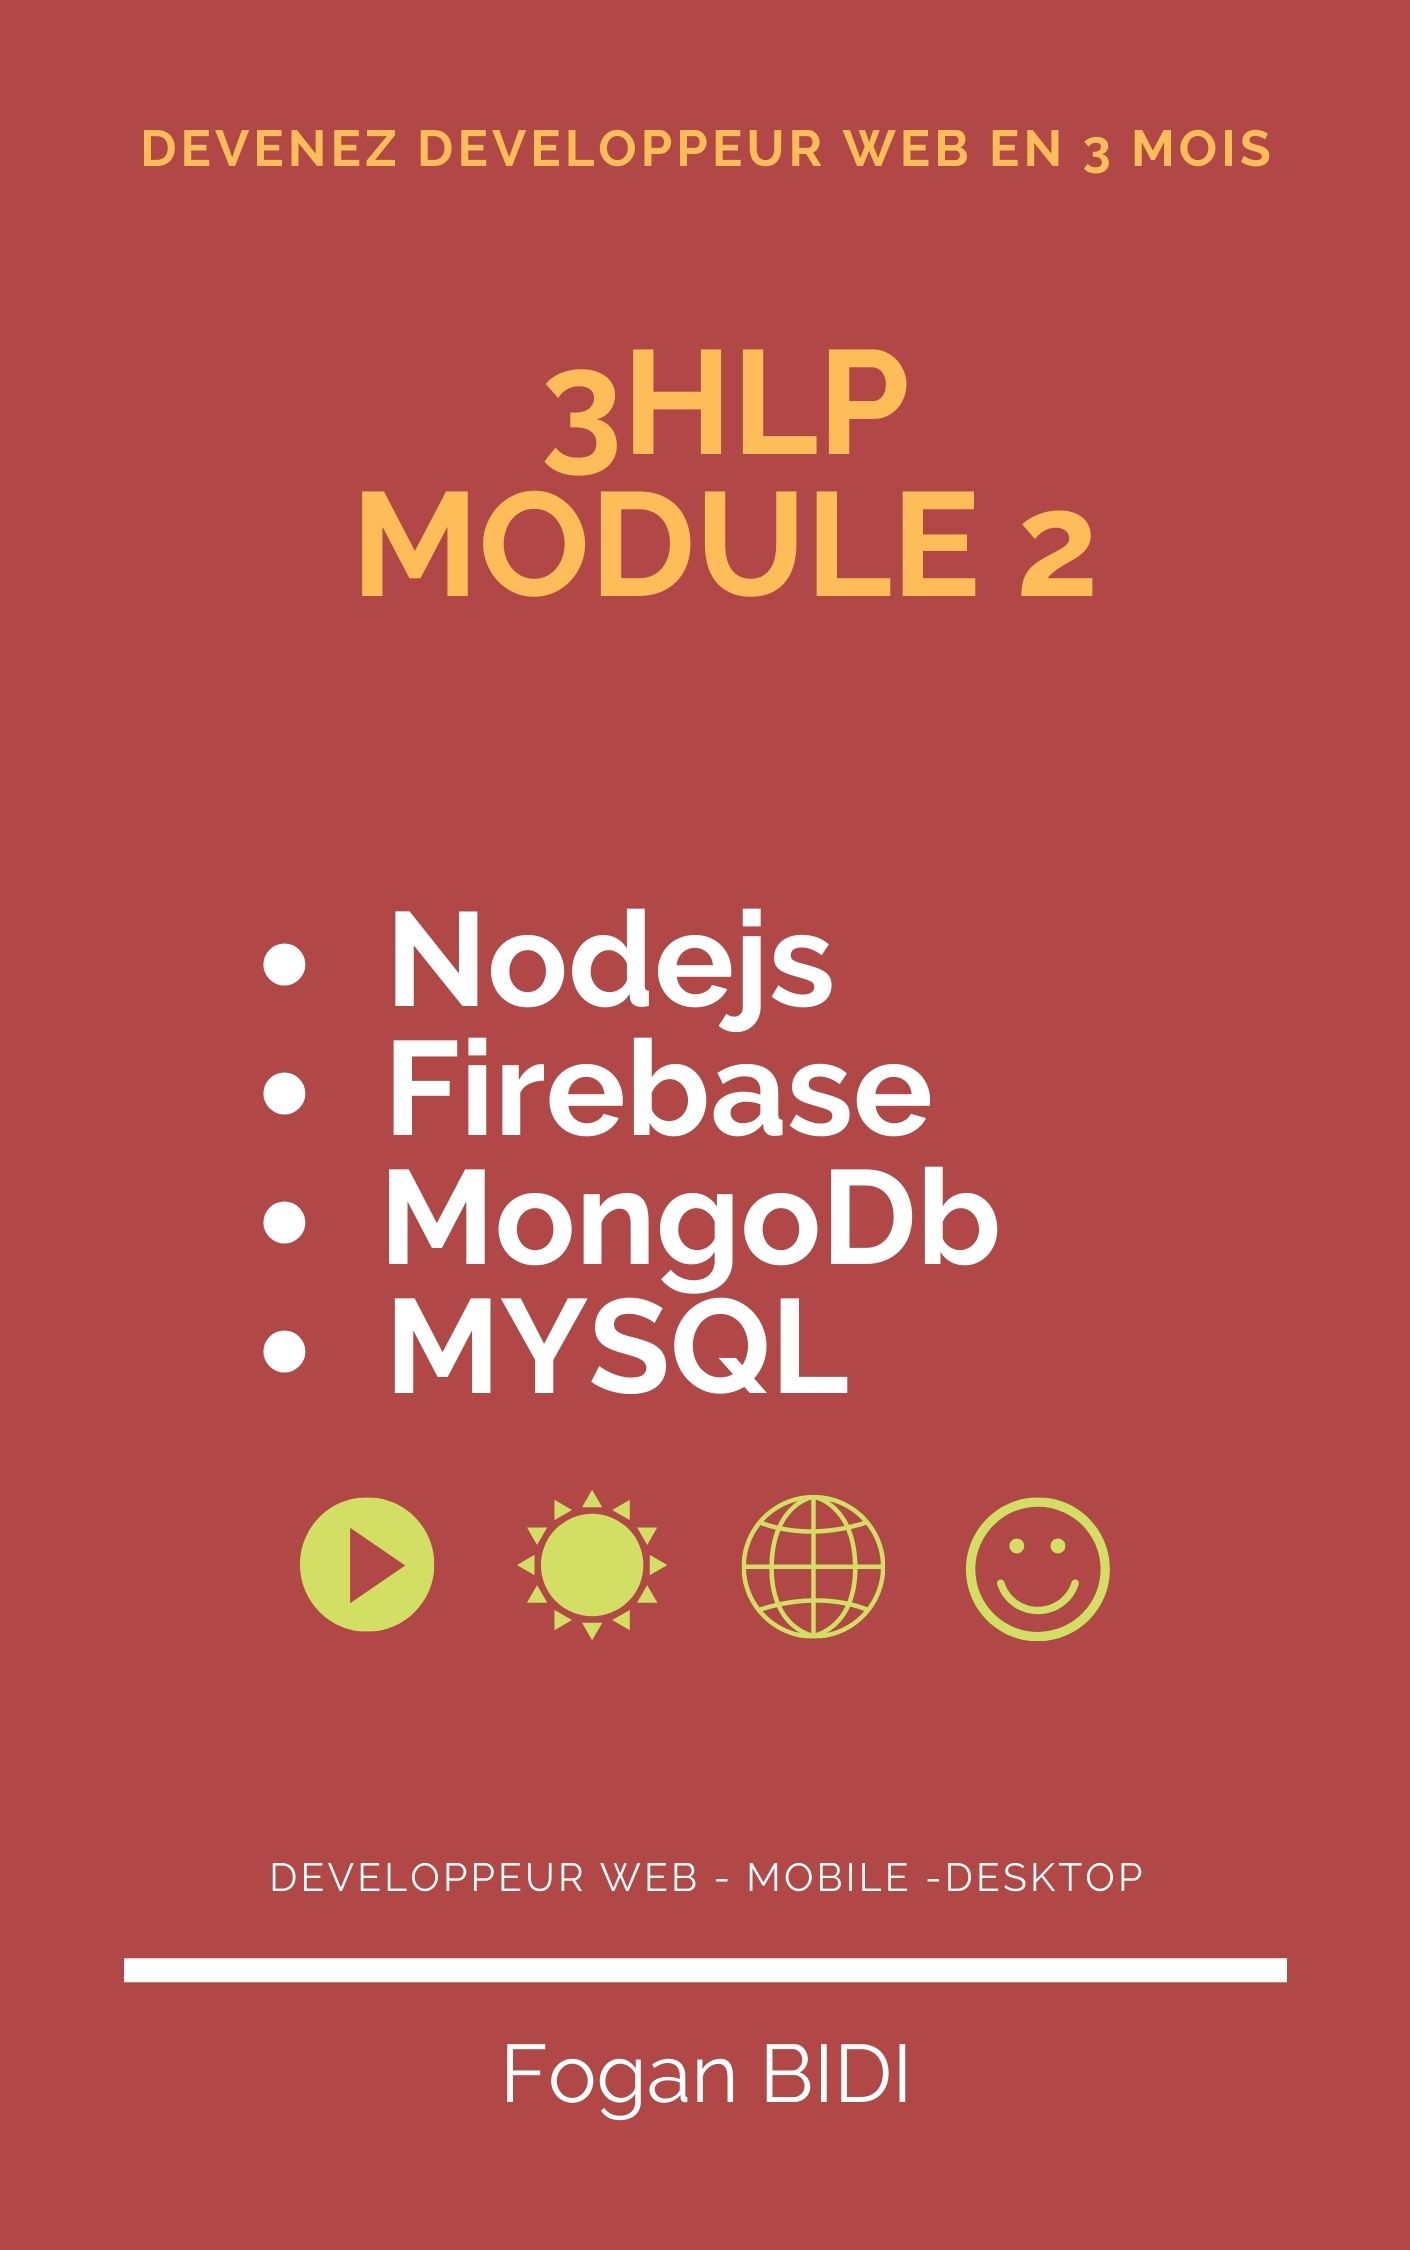 DEVENEZ DEVELOPPEUR WEB EN 3 MOIS
3HLP
MODULE 2
• Nodejs
• Firebase
• MongoDb
• MYSQL
DEVELOPPEUR WEB - MOBILE -DESKTOP
Fogan BIDI